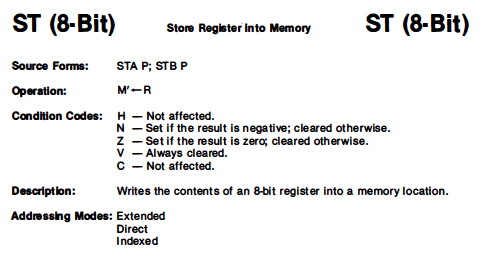 ST (8-Bit) Store Register into Memory ST (8-Bit)
Source Forms: STA P; STB P
Operation: M'←R
Condition Codes: H — Not affected.
N — Set if the result is negative; cleared otherwise.
Z — Set if the result is zero; cleared otherwise.
V — Always cleared.
C — Not affected.
Description: Writes the contents of an 8-bit register into a memory location.
Addressing Modes: Extended
Direct
Indexed